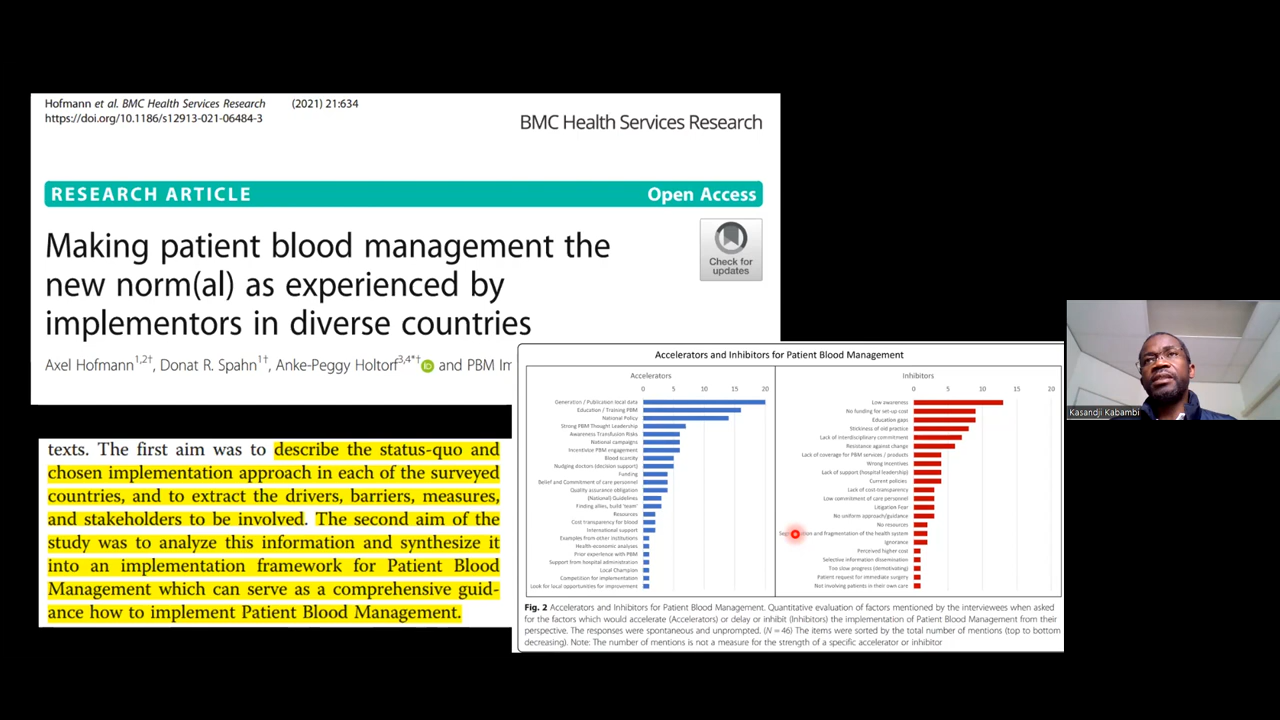 Hofmann et al. BMC Health Services Research (2021) 21:634
https://doi.org/10.1186/s12913-021-06484-3
BMC Health Services Research
RESEARCH ARTICLE Open Access
Making patient blood management the
new norm(al) as experienced by
implementors in diverse countries
Check for
updates
Axel Hofmann1,2†, Donat R. Spahn1†, Anke-Peggy Holtorf3,4*† and PBM Im
texts. The first aim was to describe the status-quo and
chosen implementation approach in each of the surveyed
countries, and to extract the drivers, barriers, measures,
and stakeholders to be involved. The second aim of the
study was to analyze this information and synthesize it
into an implementation framework for Patient Blood
Management which can serve as a comprehensive guid-
ance how to implement Patient Blood Management.
Accelerators and Inhibitors for Patient Blood Management
Accelerators
0 5 10 15 20
Generation / Publication local data
Education / Training PBM
National Policy
Strong PBM Thought Leadership
Awareness Transfusion Risks
National campaigns
Incentivize PBM engagement
Blood scarcity
Nudging doctors (decision support)
Funding
Belief and Commitment of care personnel
Quality assurance obligation
(National) Guidelines
Finding allies, build 'team'
Resources
Cost transparency for blood
International support
Examples from other institutions
Health-economic analyses
Prior experience with PBM
Support from hospital administration
Local Champion
Competition for implementation
Look for local opportunities for improvement
Inhibitors
0 5 10 15 20
Low awareness
No funding for set-up cost
Education gaps
Stickiness of old practice
Lack of interdisciplinary commitment
Resistance against change
Lack of coverage for PBM services / products
Wrong incentives
Lack of support (hospital leadership)
Current policies
Lack of cost-transparency
Low commitment of care personnel
Litigation Fear
No uniform approach/guidance
No resources
and fragmentation of the health system
Ignorance
Perceived higher cost
Selective information dissemination
Too slow progress (demotivating)
Patient request for immediate surgery
Not involving patients in their own care
Fig. 2 Accelerators and Inhibitors for Patient Blood Management. Quantitative evaluation of factors mentioned by the interviewees when asked
for the factors which would accelerate (Accelerators) or delay or inhibit (Inhibitors) the implementation of Patient Blood Management from their
perspective. The responses were spontaneous and unprompted, (N = 46) The items were sorted by the total number of mentions (top to bottom
decreasing). Note: The number of mentions is not a measure for the strength of a specific accelerator or inhibitor
Kasandji Kabambi